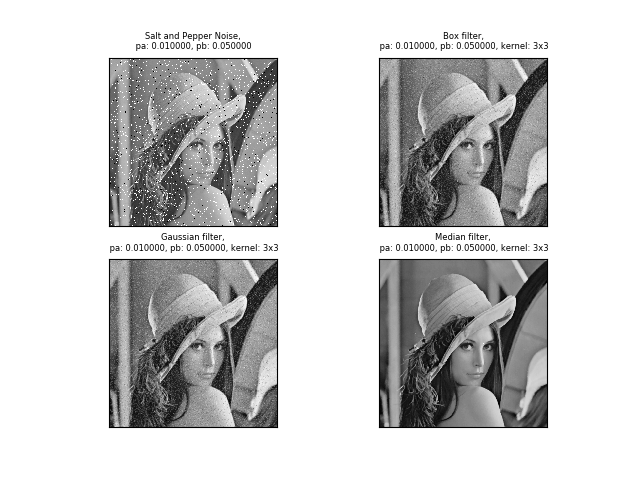 Salt and Pepper Noise,
pa: 0.010000, pb: 0.050000
Box filter,
pa: 0.010000, pb: 0.050000, kernel: 3x3
Gaussian filter,
pa: 0.010000, pb: 0.050000, kernel: 3x3
Median filter,
pa: 0.010000, pb: 0.050000, kernel: 3x3